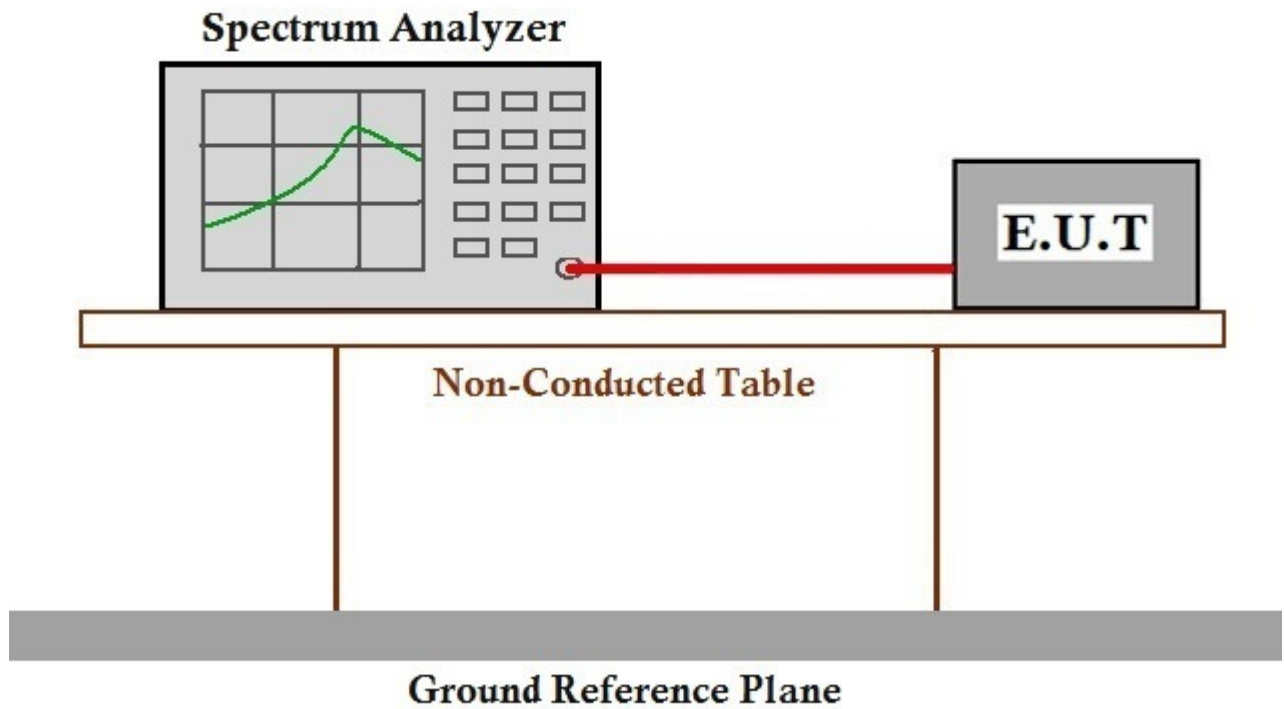 Spectrum Analyzer
E.U.T
Non-Conducted Table
Ground Reference Plane